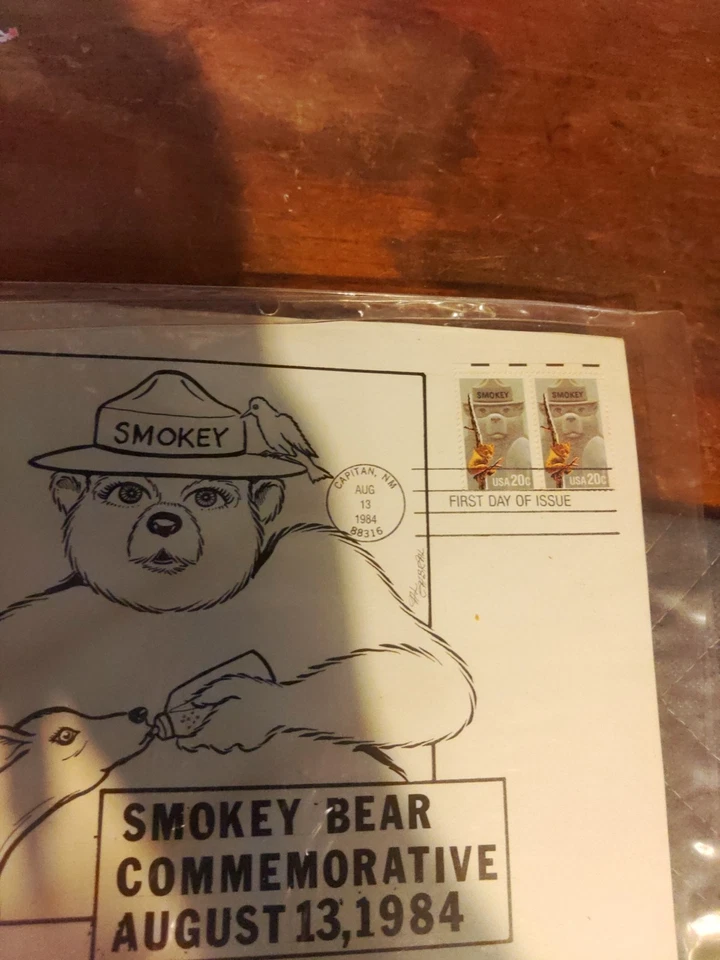 SMOKEY
SMOKEY
SMOKEY
USA 20c
USA 20c
CAPITAN, NM
AUG
13
1984
88316
FIRST DAY OF ISSUE
SMOKEY BEAR
COMMEMORATIVE
AUGUST 13, 1984